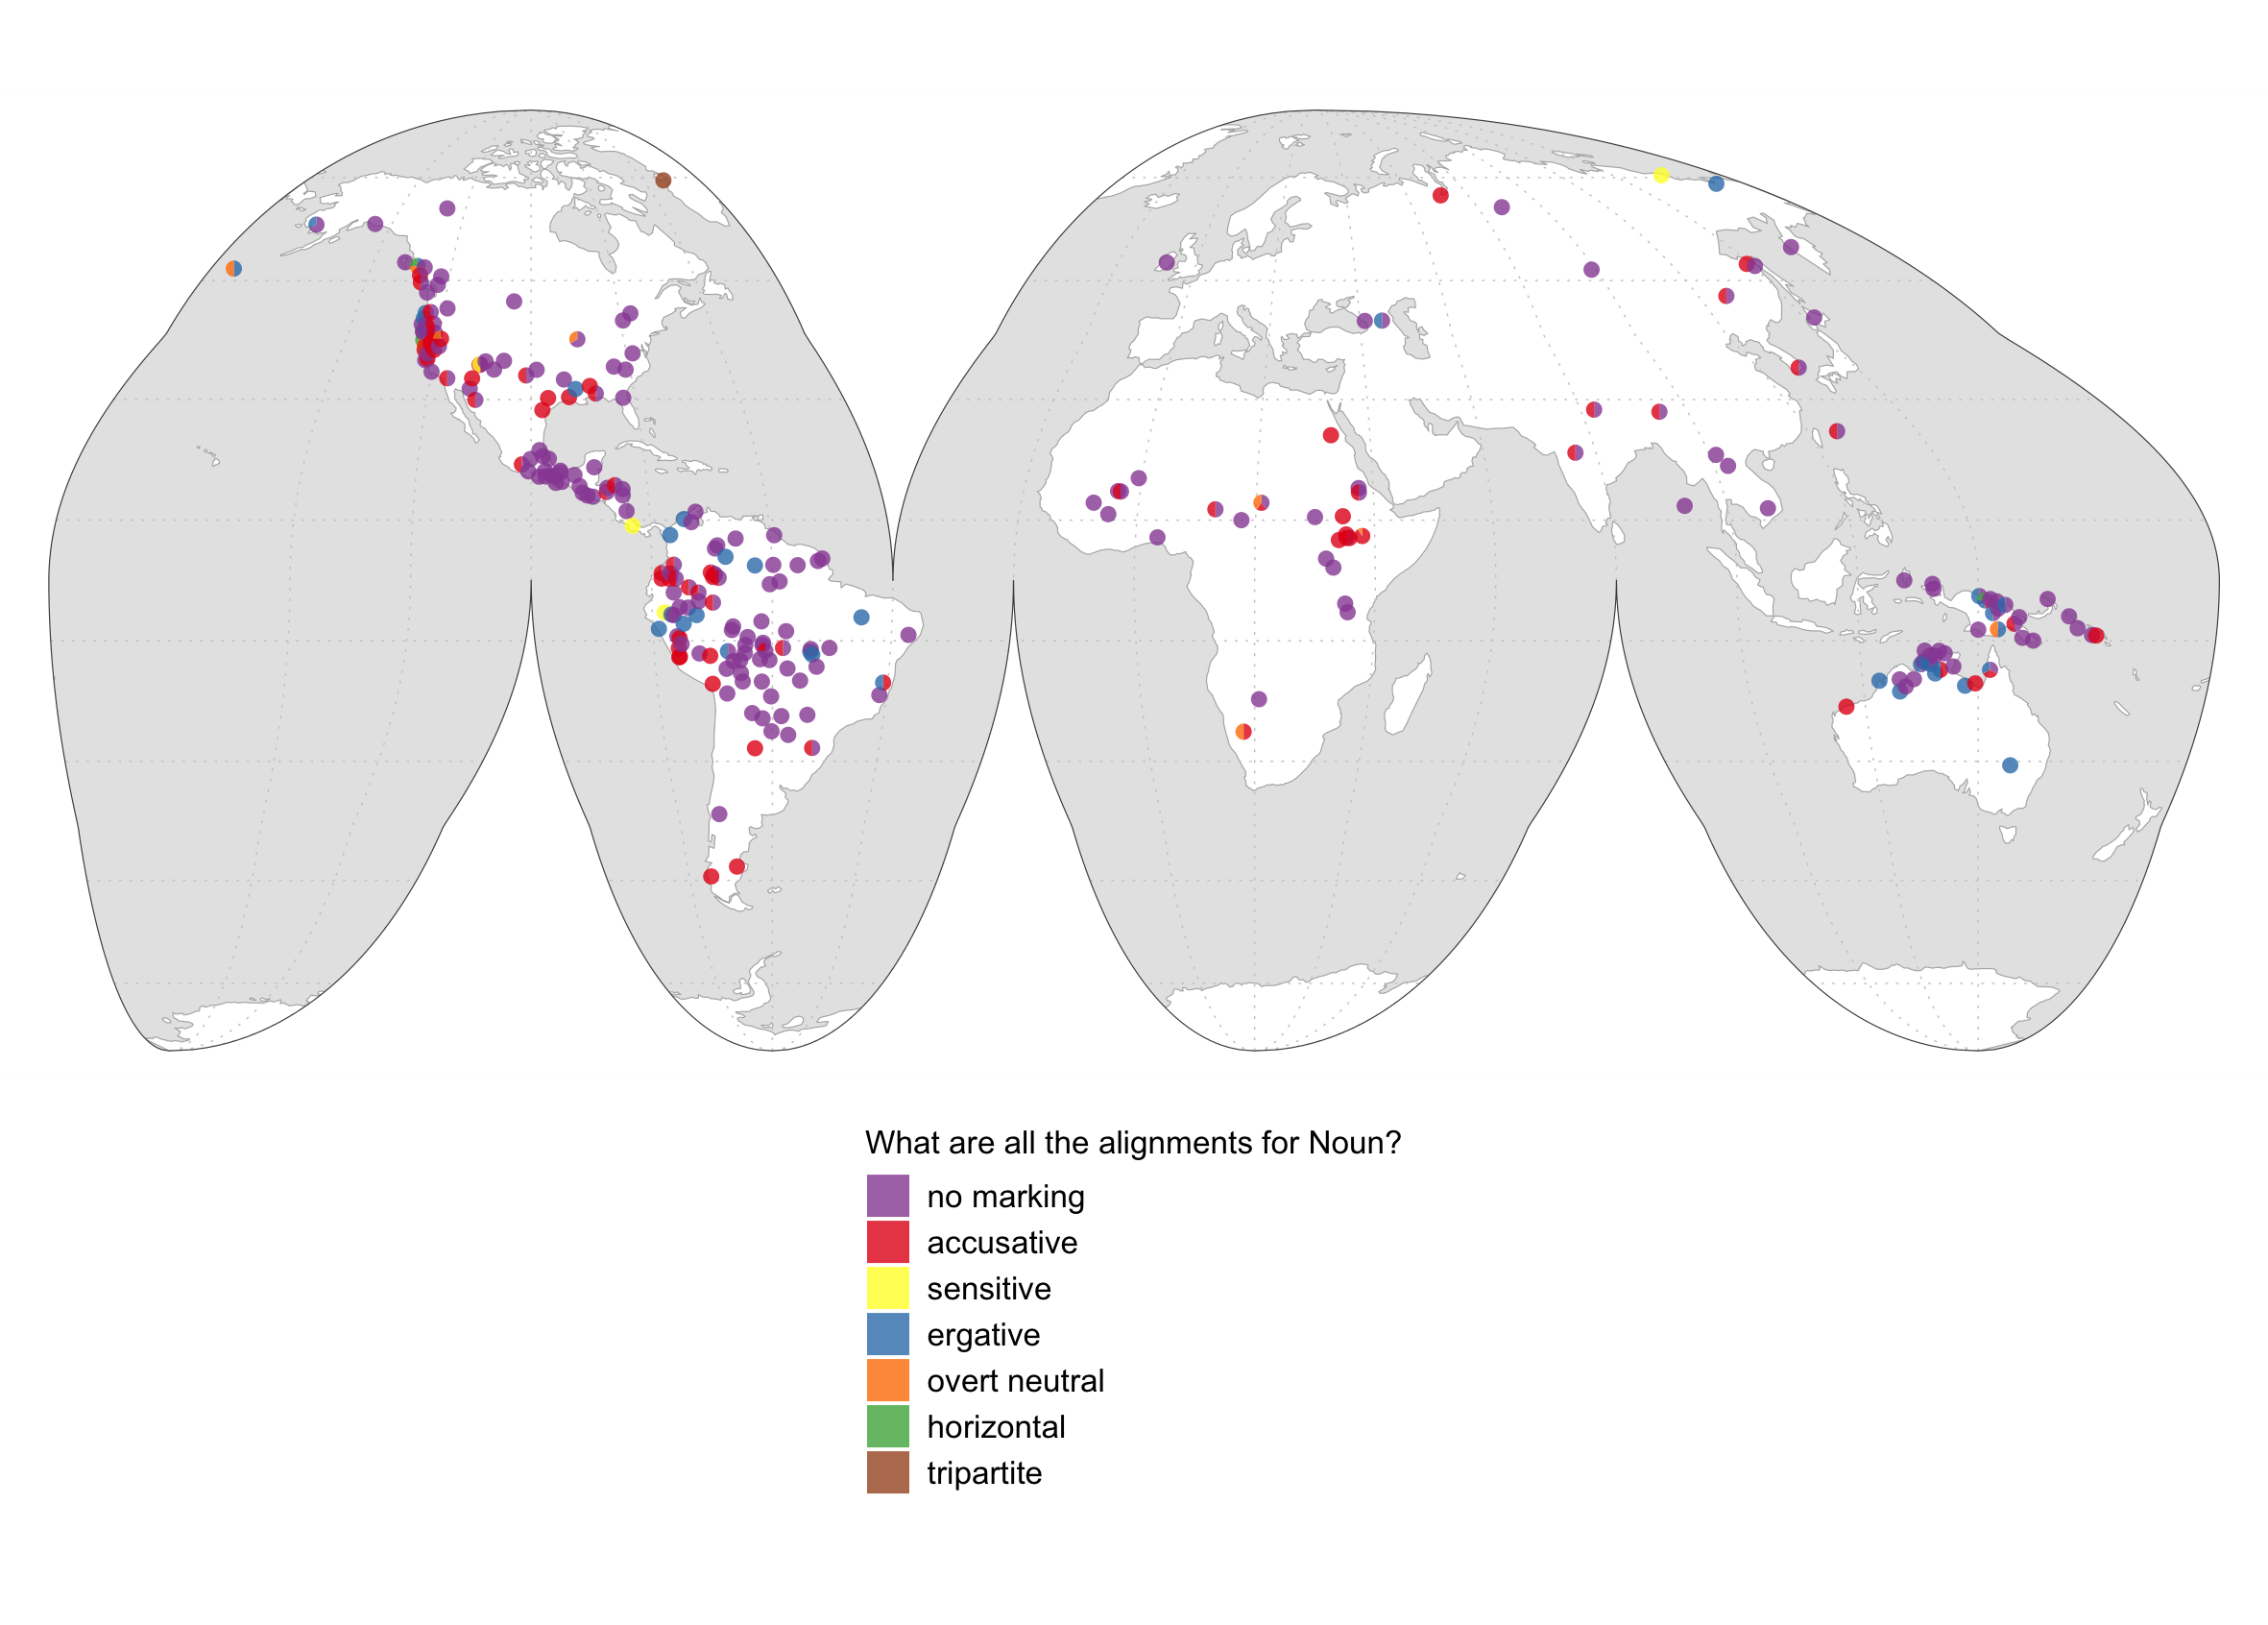 What are all the alignments for Noun?
no marking
accusative
sensitive
ergative
overt neutral
horizontal
tripartite